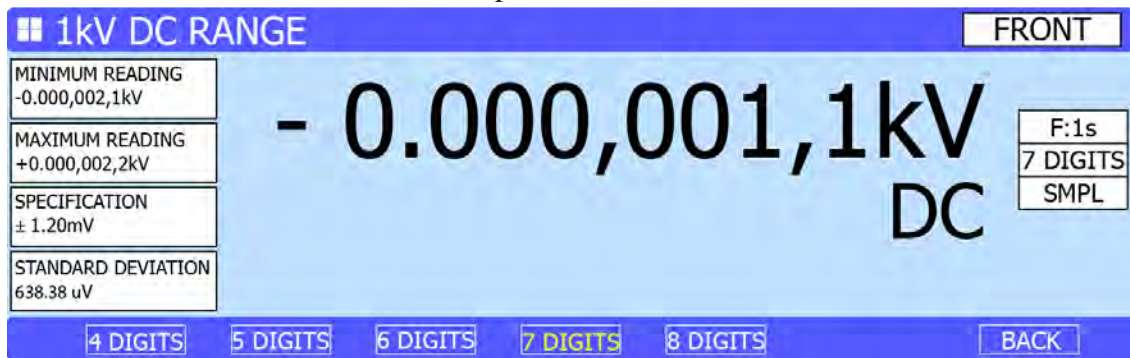 1kV DC RANGE
FRONT
MINIMUM READING
-0.000,002,1kV
MAXIMUM READING
+0.000,002,2kV
SPECIFICATION
± 1.20mV
STANDARD DEVIATION
638.38 uV
- 0.000,001,1kV
DC
F:1s
7 DIGITS
SMPL
4 DIGITS 5 DIGITS 6 DIGITS 7 DIGITS 8 DIGITS BACK